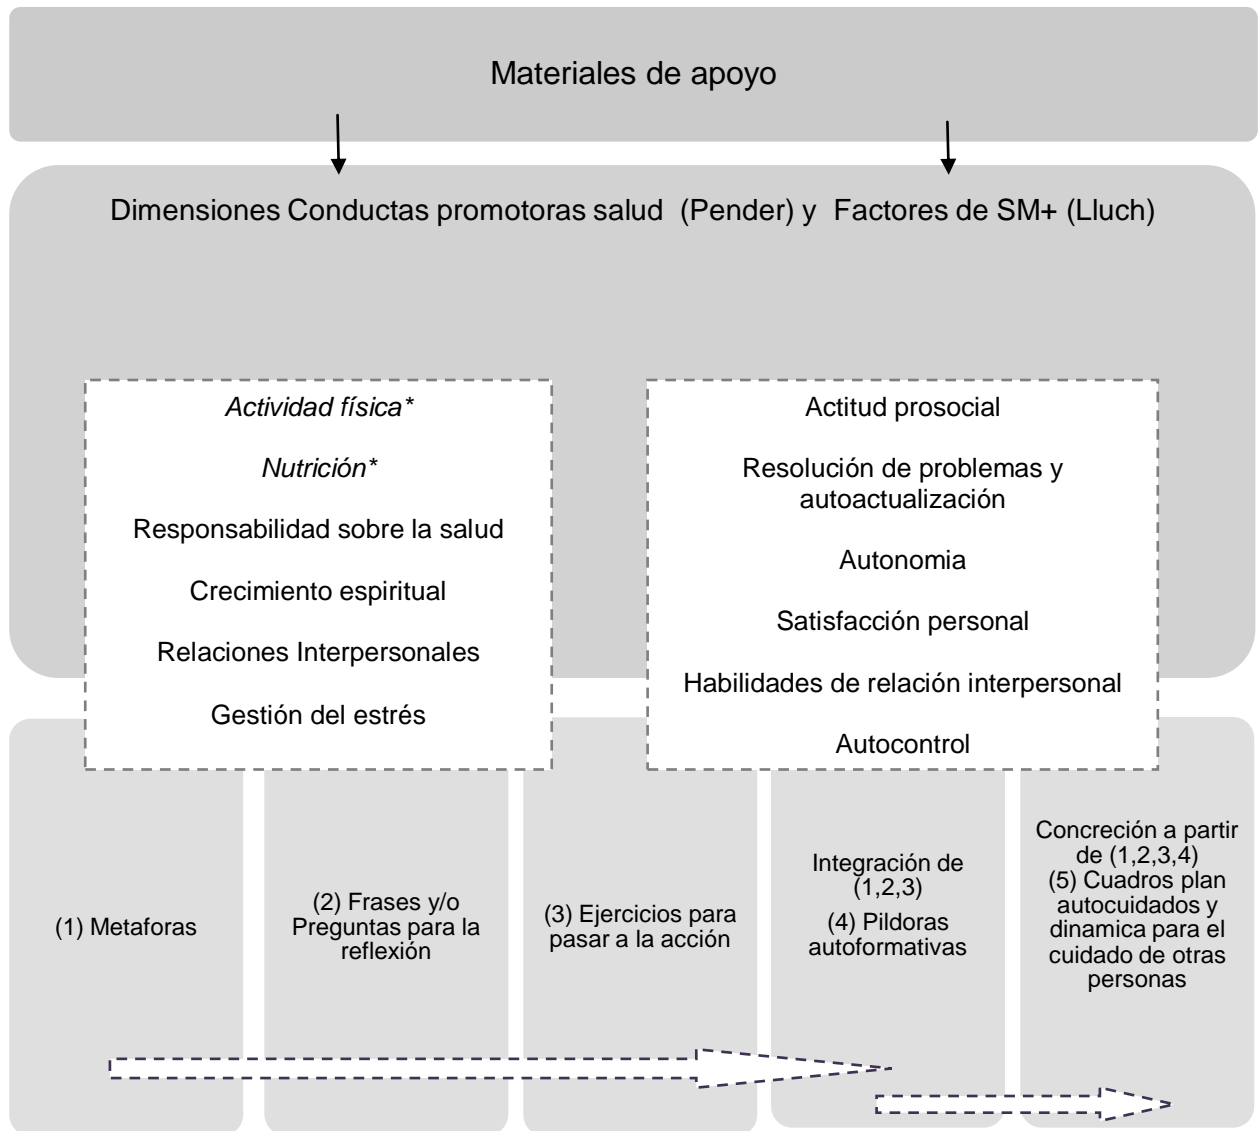 Materiales de apoyo
Dimensiones Conductas promotoras salud (Pender) y Factores de SM+ (Lluch)
Actividad física*
Nutrición*
Responsabilidad sobre la salud
Crecimiento espiritual
Relaciones Interpersonales
Gestión del estrés
Actitud prosocial
Resolución de problemas y
autoactualización
Autonomia
Satisfacción personal
Habilidades de relación interpersonal
Autocontrol
(1) Metaforas
(2) Frases y/o
Preguntas para la
reflexión
(3) Ejercicios para
pasar a la acción
Integración de
(1,2,3)
(4) Pildoras
autoformativas
Concreción a partir
de (1,2,3,4)
(5) Cuadros plan
autocuidados y
dinamica para el
cuidado de otras
personas